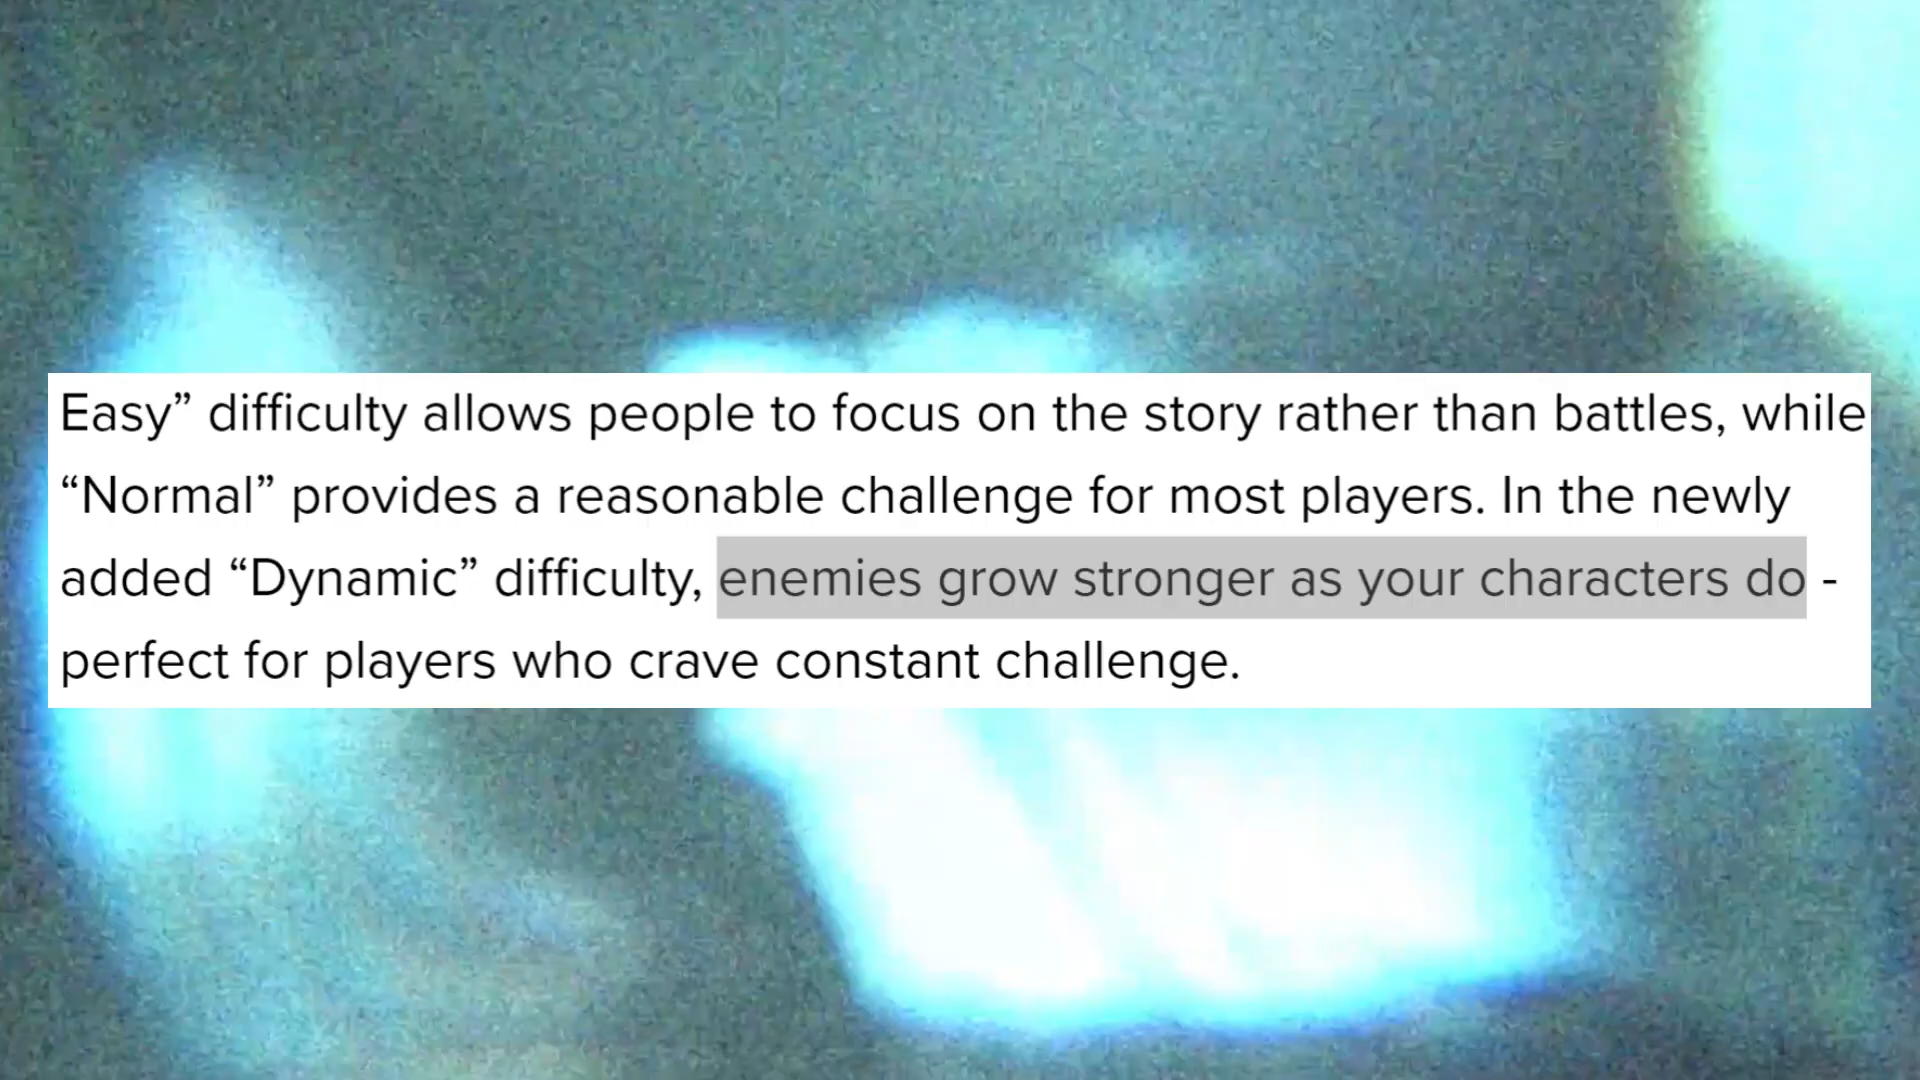 Easy” difficulty allows people to focus on the story rather than battles, while
“Normal” provides a reasonable challenge for most players. In the newly
added “Dynamic” difficulty, enemies grow stronger as your characters do -
perfect for players who crave constant challenge.